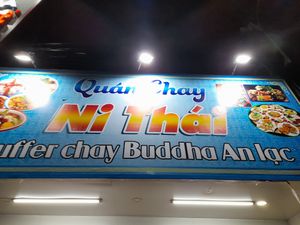 Quán Chay
Ni Thái
uffer chay Buddha An lạc